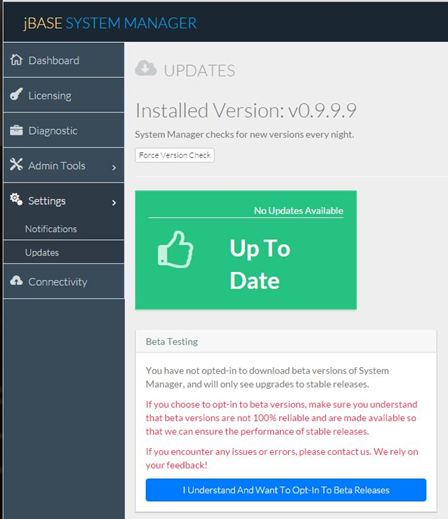 jBASE SYSTEM MANAGER
Dashboard
Licensing
Diagnostic
Admin Tools
Settings
Notifications
Updates
Connectivity
UPDATES
Installed Version: v0.9.9.9
System Manager checks for new versions every night.
Force Version Check
No Updates Available
Up To
Date
Beta Testing
You have not opted-in to download beta versions of System
Manager, and will only see upgrades to stable releases.
If you choose to opt-in to beta versions, make sure you understand
that beta versions are not 100% reliable and are made available so
that we can ensure the performance of stable releases.
If you encounter any issues or errors, please contact us. We rely on
your feedback!
I Understand And Want To Opt-In To Beta Releases